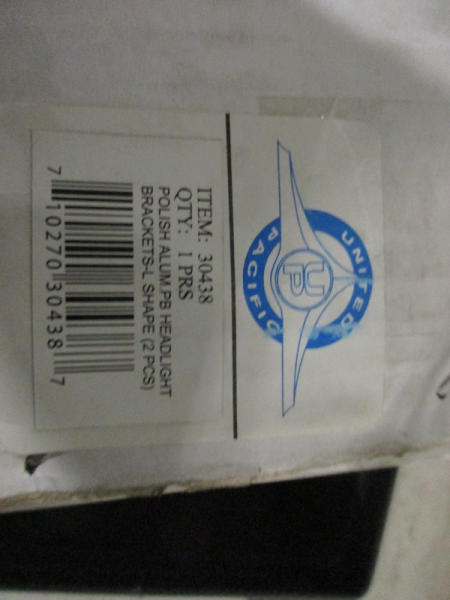 UNITED
PACIFIC
UP
ITEM: 30438
QTY: 1 PRS
POLISH ALUM.PB HEADLIGHT
BRACKETS-L SHAPE (2 PCS)
7 10270 30438 7